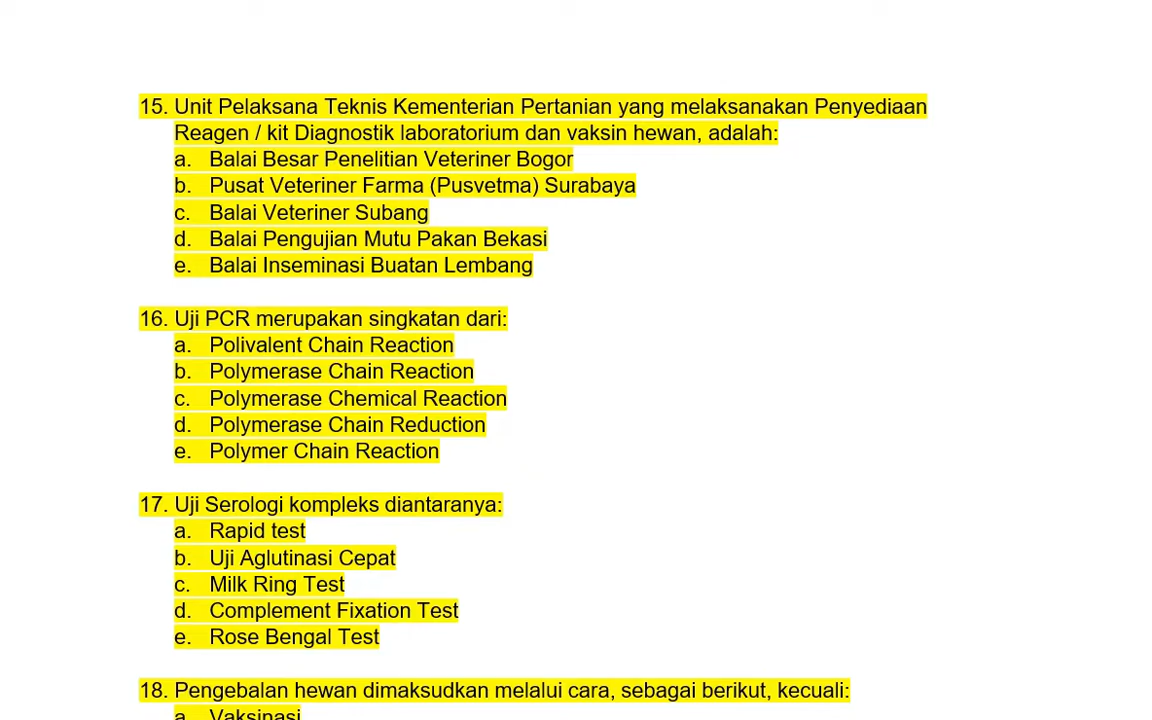 15. Unit Pelaksana Teknis Kementerian Pertanian yang melaksanakan Penyediaan
Reagen / kit Diagnostik laboratorium dan vaksin hewan, adalah:
a. Balai Besar Penelitian Veteriner Bogor
b. Pusat Veteriner Farma (Pusvetma) Surabaya
c. Balai Veteriner Subang
d. Balai Pengujian Mutu Pakan Bekasi
e. Balai Inseminasi Buatan Lembang
16. Uji PCR merupakan singkatan dari:
a. Polivalent Chain Reaction
b. Polymerase Chain Reaction
c. Polymerase Chemical Reaction
d. Polymerase Chain Reduction
e. Polymer Chain Reaction
17. Uji Serologi kompleks diantaranya:
a. Rapid test
b. Uji Aglutinasi Cepat
c. Milk Ring Test
d. Complement Fixation Test
e. Rose Bengal Test
18. Pengebalan hewan dimaksudkan melalui cara, sebagai berikut, kecuali:
a. Vaksinasi